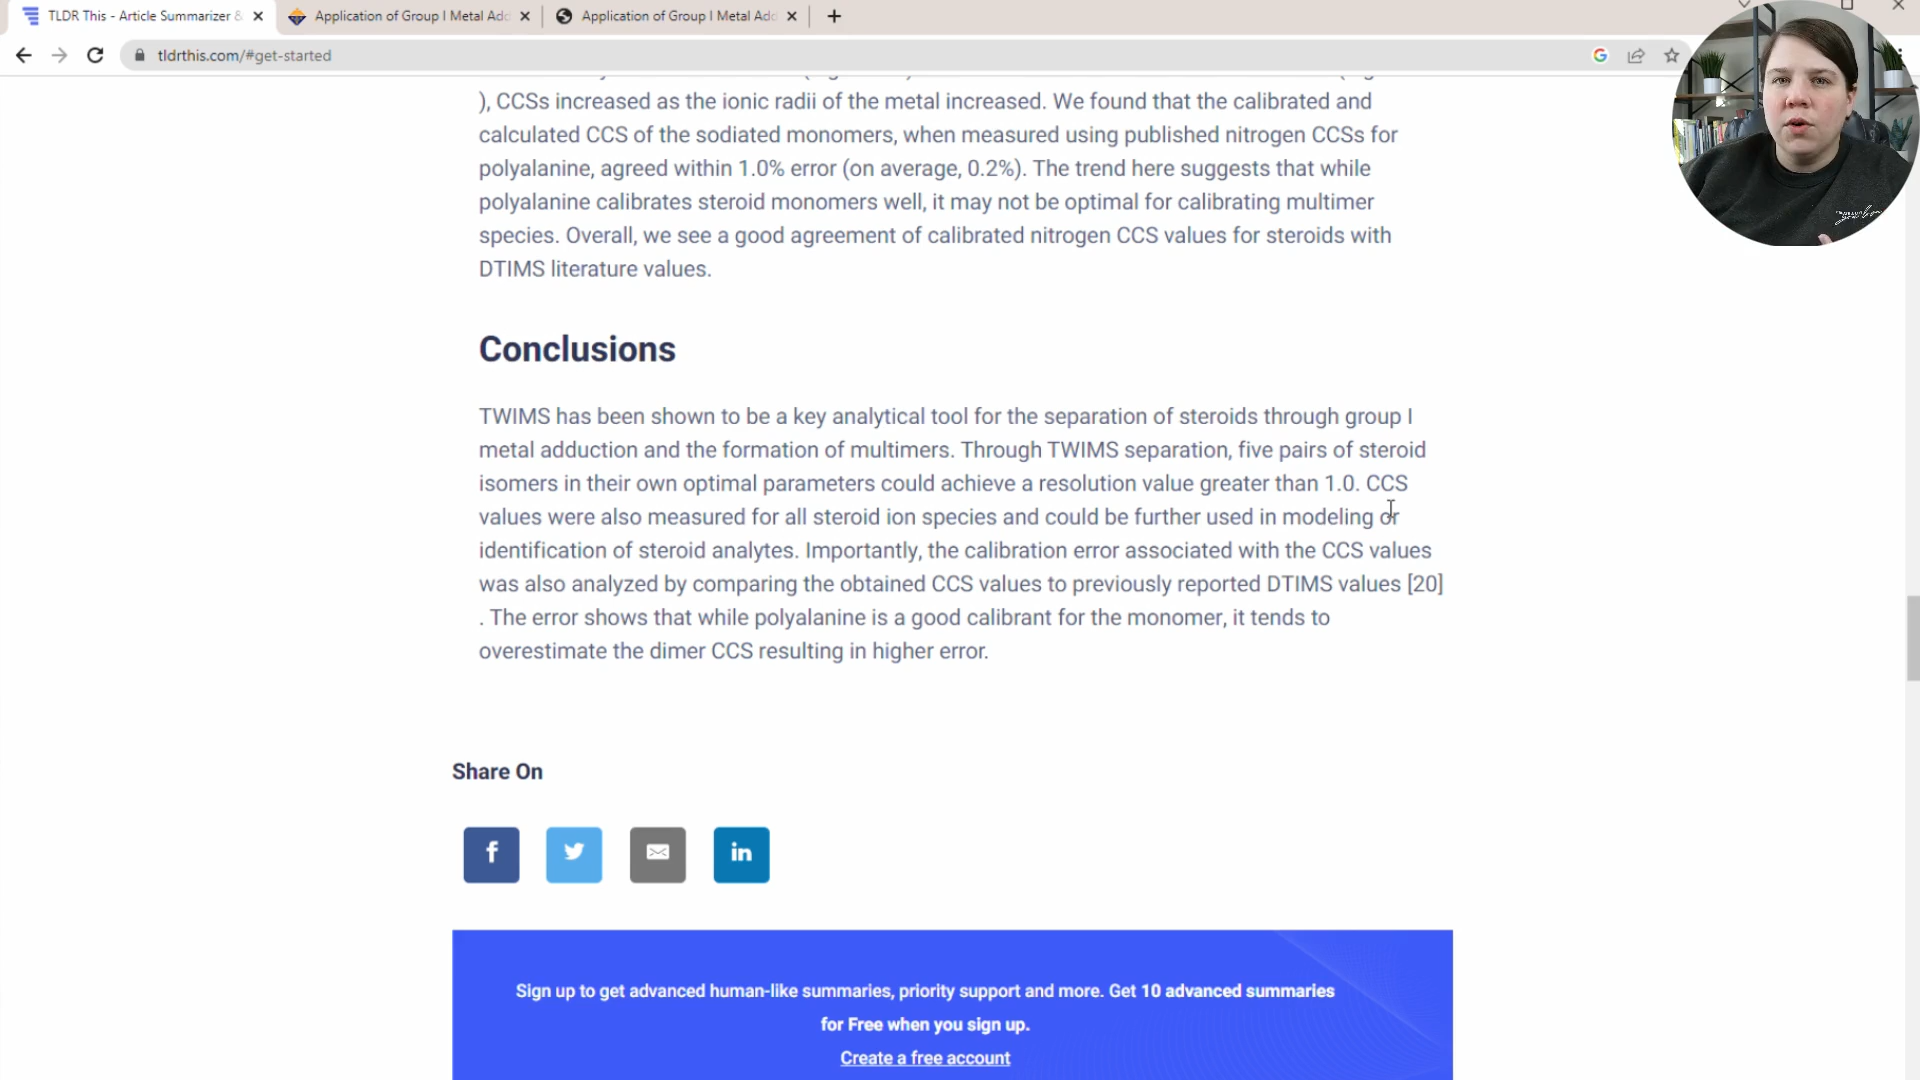 TLDR This - Article Summarizer &
Application of Group I Metal Add
Application of Group I Metal Add
tldrthis.com/#get-started
), CCSs increased as the ionic radii of the metal increased. We found that the calibrated and
calculated CCS of the sodiated monomers, when measured using published nitrogen CCSs for
polyalanine, agreed within 1.0% error (on average, 0.2%). The trend here suggests that while
polyalanine calibrates steroid monomers well, it may not be optimal for calibrating multimer
species. Overall, we see a good agreement of calibrated nitrogen CCS values for steroids with
DTIMS literature values.
Conclusions
TWIMS has been shown to be a key analytical tool for the separation of steroids through group I
metal adduction and the formation of multimers. Through TWIMS separation, five pairs of steroid
isomers in their own optimal parameters could achieve a resolution value greater than 1.0. CCS
values were also measured for all steroid ion species and could be further used in modeling or
identification of steroid analytes. Importantly, the calibration error associated with the CCS values
was also analyzed by comparing the obtained CCS values to previously reported DTIMS values [20]
. The error shows that while polyalanine is a good calibrant for the monomer, it tends to
overestimate the dimer CCS resulting in higher error.
Share On
Sign up to get advanced human-like summaries, priority support and more. Get 10 advanced summaries
for Free when you sign up.
Create a free account